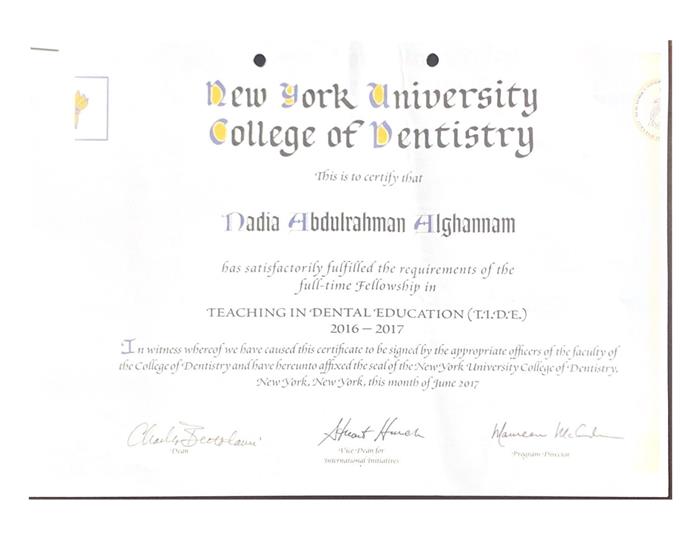 New York University
College of Dentistry
This is to certify that
Nadia Abdulrahman Alghannam
has satisfactorily fulfilled the requirements of the
full-time Fellowship in
TEACHING IN DENTAL EDUCATION (T.I.D.E.)
2016 – 2017
In witness whereof we have caused this certificate to be signed by the appropriate officers of the faculty of
the College of Dentistry and have hereunto affixed the seal of the New York University College of Dentistry,
New York, New York, this month of June 2017
Dean
Vice Dean for
International Initiatives
Program Director